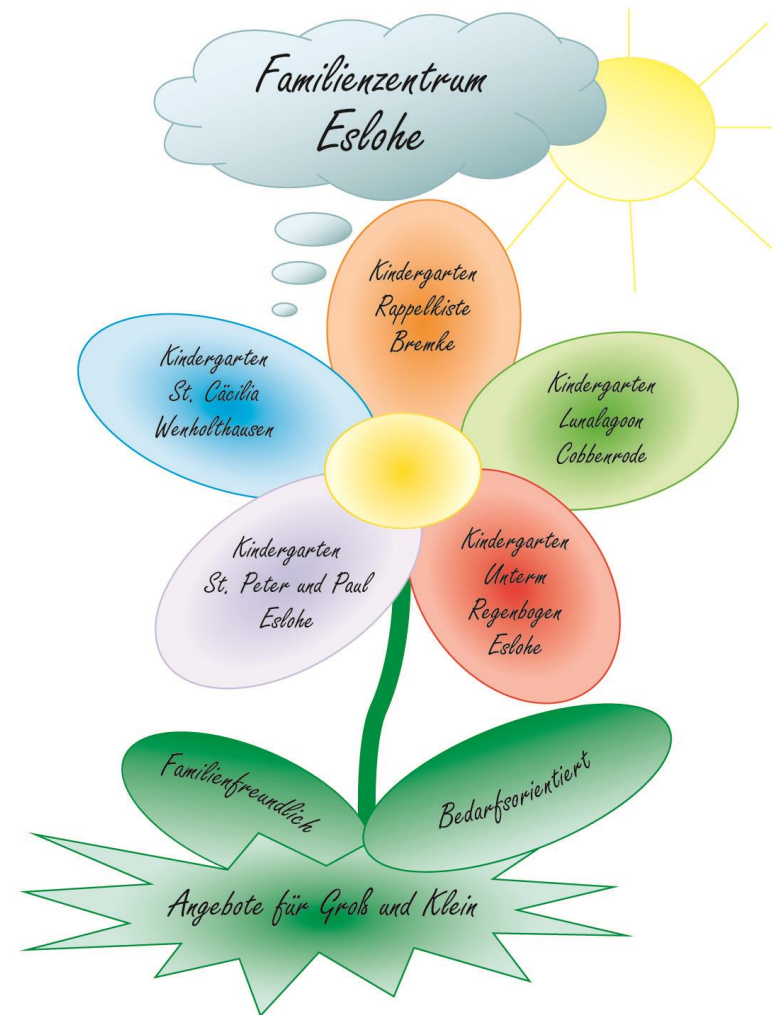 Familienzentrum
Eslohe
Kindergarten
Rappelkiste
Bremke
Kindergarten
St. Cäcilia
Wenholthausen
Kindergarten
Lunalagoon
Cobbenrode
Kindergarten
St. Peter und Paul
Eslohe
Kindergarten
Unterm
Regenbogen
Eslohe
Familienfreundlich
Bedarfsorientiert
Angebote für Groß und Klein